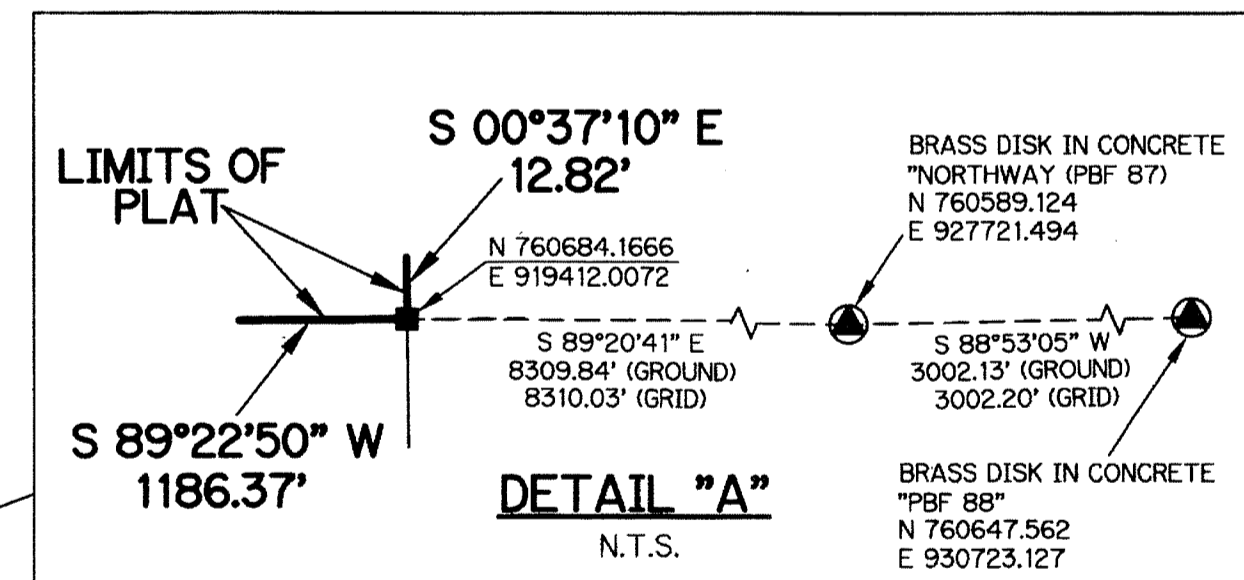 LIMITS OF
PLAT
S 00°37'10" E
12.82'
N 760684.1666
E 919412.0072
BRASS DISK IN CONCRETE
"NORTHWAY (PBF 87)
N 760589.124
E 927721.494
S 89°20'41" E
8309.84' (GROUND)
8310.03' (GRID)
S 88°53'05" W
3002.13' (GROUND)
3002.20' (GRID)
S 89°22'50" W
1186.37'
DETAIL "A"
N.T.S.
BRASS DISK IN CONCRETE
"PBF 88"
N 760647.562
E 930723.127